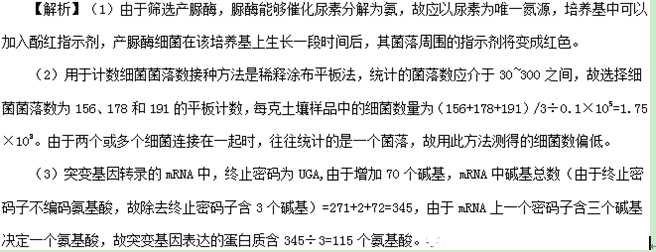 【解析】（1）由于筛选产脲酶，脲酶能够催化尿素分解为氨，故应以尿素为唯一氮源，培养基中可以
加入酚红指示剂，产脲酶细菌在该培养基上生长一段时间后，其菌落周围的指示剂将变成红色。
（2）用于计数细菌菌落数接种方法是稀释涂布平板法，统计的菌落数应介于 30~300 之间，故选择细
菌菌落数为 156、178 和 191 的平板计数，每克土壤样品中的细菌数量为（156+178+191）/3÷0.1×10⁵=1.75
×10⁸。由于两个或多个细菌连接在一起时，往往统计的是一个菌落，故用此方法测得的细菌数偏低。
（3）突变基因转录的 mRNA 中，终止密码为 UGA,由于增加 70 个碱基，mRNA 中碱基总数（由于终止密
码子不编码氨基酸，故除去终止密码子含 3 个碱基）=271+2+72=345，由于 mRNA 上一个密码子含三个碱基
决定一个氨基酸，故突变基因表达的蛋白质含 345÷3=115 个氨基酸。